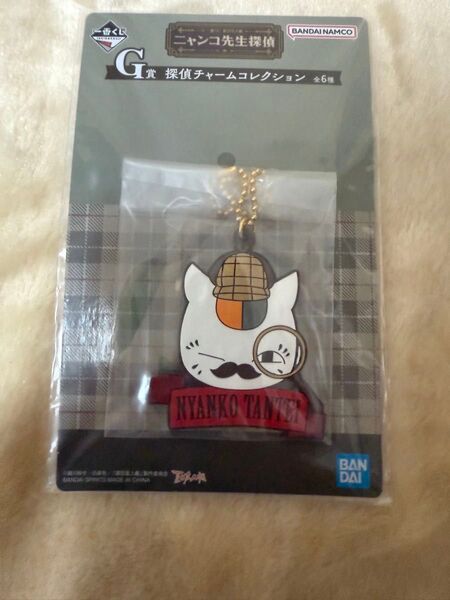 一番くじ
BANDAI NAMCO
ニャンコ先生探偵
G賞 探偵チャームコレクション 全6種
NYANKO TANTEI
BANDAI SPIRITS MADE IN CHINA
BAN
DAI